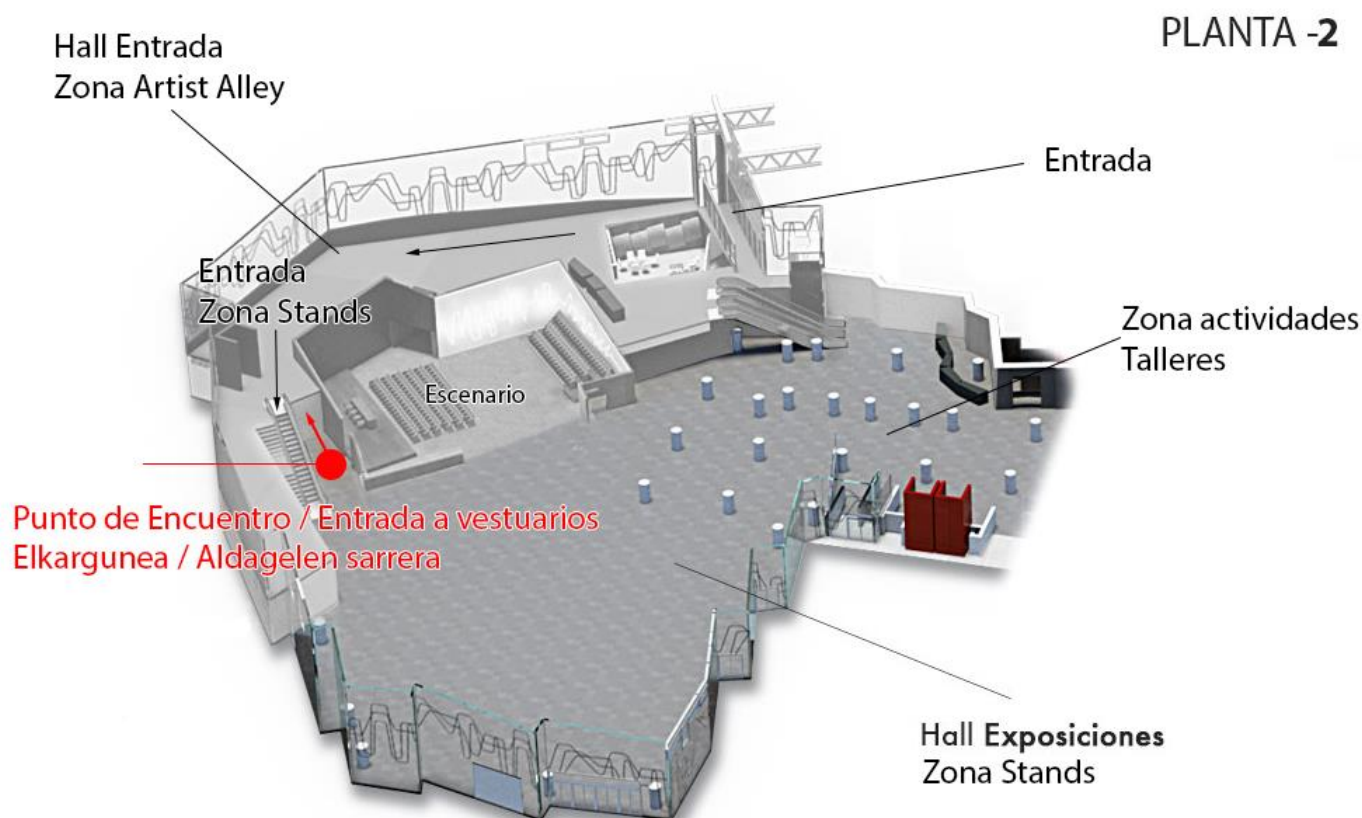 PLANTA -2
Hall Entrada
Zona Artist Alley
Entrada
Entrada
Zona Stands
Zona actividades
Talleres
Escenario
Punto de Encuentro / Entrada a vestuarios
Elkargunea / Aldagelen sarrera
Hall Exposiciones
Zona Stands